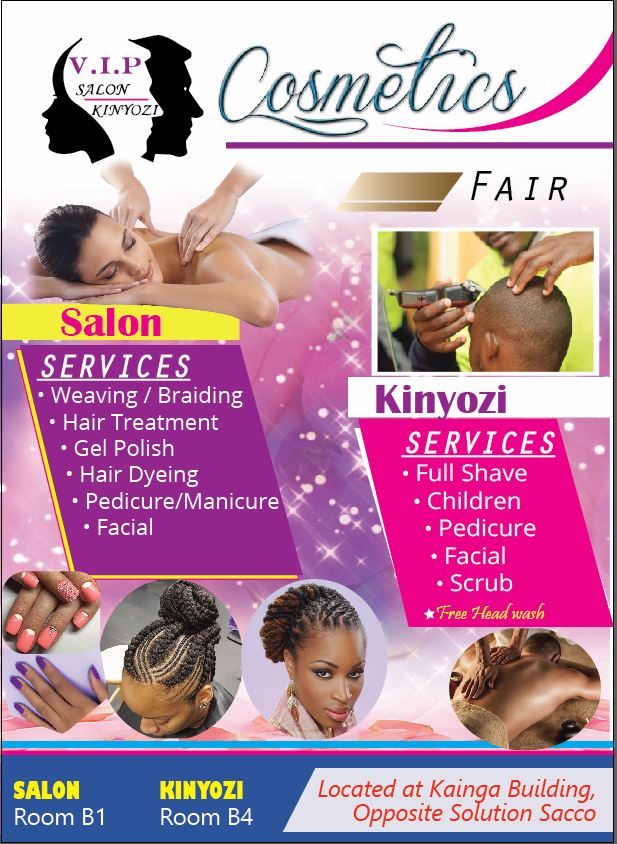 V.I.P
SALON
KINYOZI
Cosmetics
FAIR
Salon
SERVICES
• Weaving / Braiding
• Hair Treatment
• Gel Polish
• Hair Dyeing
• Pedicure/Manicure
• Facial
Kinyozi
SERVICES
• Full Shave
• Children
• Pedicure
• Facial
• Scrub
★Free Head wash
SALON
Room B1
KINYOZI
Room B4
Located at Kainga Building,
Opposite Solution Sacco